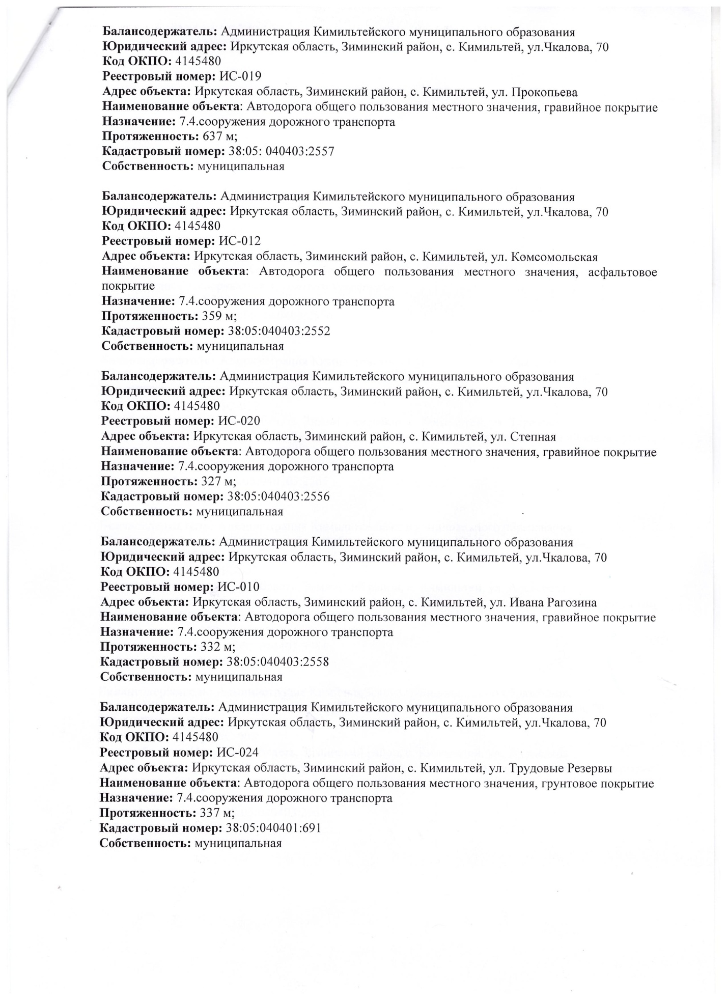 Балансодержатель: Администрация Кимильтейского муниципального образования
Юридический адрес: Иркутская область, Зиминский район, с. Кимильтей, ул.Чкалова, 70
Код ОКПО: 4145480
Реестровый номер: ИС-019
Адрес объекта: Иркутская область, Зиминский район, с. Кимильтей, ул. Прокопьева
Наименование объекта: Автодорога общего пользования местного значения, гравийное покрытие
Назначение: 7.4.сооружения дорожного транспорта
Протяженность: 637 м;
Кадастровый номер: 38:05: 040403:2557
Собственность: муниципальная
Балансодержатель: Администрация Кимильтейского муниципального образования
Юридический адрес: Иркутская область, Зиминский район, с. Кимильтей, ул.Чкалова, 70
Код ОКПО: 4145480
Реестровый номер: ИС-012
Адрес объекта: Иркутская область, Зиминский район, с. Кимильтей, ул. Комсомольская
Наименование объекта: Автодорога общего пользования местного значения, асфальтовое
покрытие
Назначение: 7.4.сооружения дорожного транспорта
Протяженность: 359 м;
Кадастровый номер: 38:05:040403:2552
Собственность: муниципальная
Балансодержатель: Администрация Кимильтейского муниципального образования
Юридический адрес: Иркутская область, Зиминский район, с. Кимильтей, ул.Чкалова, 70
Код ОКПО: 4145480
Реестровый номер: ИС-020
Адрес объекта: Иркутская область, Зиминский район, с. Кимильтей, ул. Степная
Наименование объекта: Автодорога общего пользования местного значения, гравийное покрытие
Назначение: 7.4.сооружения дорожного транспорта
Протяженность: 327 м;
Кадастровый номер: 38:05:040403:2556
Собственность: муниципальная
Балансодержатель: Администрация Кимильтейского муниципального образования
Юридический адрес: Иркутская область, Зиминский район, с. Кимильтей, ул.Чкалова, 70
Код ОКПО: 4145480
Реестровый номер: ИС-010
Адрес объекта: Иркутская область, Зиминский район, с. Кимильтей, ул. Ивана Рагозина
Наименование объекта: Автодорога общего пользования местного значения, гравийное покрытие
Назначение: 7.4.сооружения дорожного транспорта
Протяженность: 332 м;
Кадастровый номер: 38:05:040403:2558
Собственность: муниципальная
Балансодержатель: Администрация Кимильтейского муниципального образования
Юридический адрес: Иркутская область, Зиминский район, с. Кимильтей, ул.Чкалова, 70
Код ОКПО: 4145480
Реестровый номер: ИС-024
Адрес объекта: Иркутская область, Зиминский район, с. Кимильтей, ул. Трудовые Резервы
Наименование объекта: Автодорога общего пользования местного значения, грунтовое покрытие
Назначение: 7.4.сооружения дорожного транспорта
Протяженность: 337 м;
Кадастровый номер: 38:05:040401:691
Собственность: муниципальная